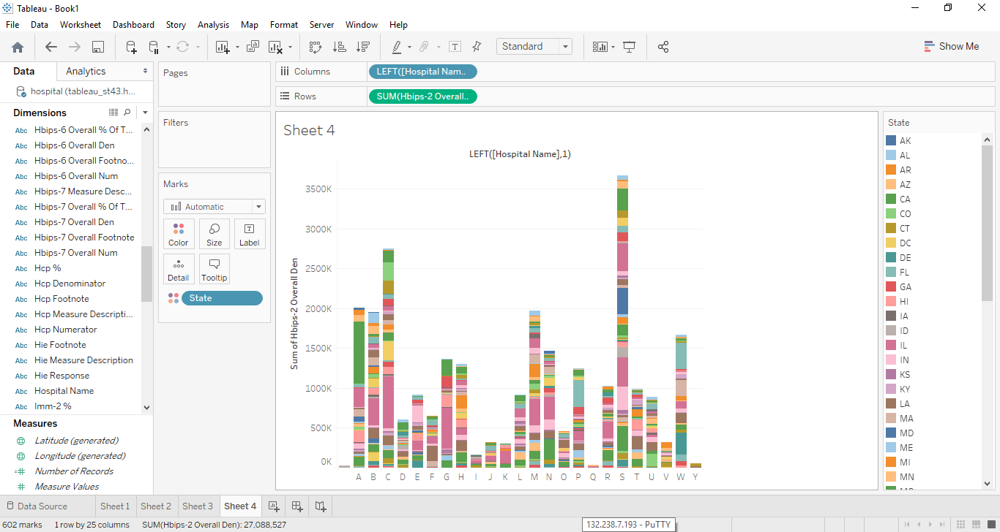 Tableau - Book1
File Data Worksheet Dashboard Story Analysis Map Format Server Window Help
Standard
Show Me
Data Analytics
hospital (tableau_st43.h...
Dimensions
Abc Hbips-6 Overall % Of T...
Abc Hbips-6 Overall Den
Abc Hbips-6 Overall Footno...
Abc Hbips-6 Overall Num
Abc Hbips-7 Measure Desc...
Abc Hbips-7 Overall % Of T...
Abc Hbips-7 Overall Den
Abc Hbips-7 Overall Footnote
Abc Hbips-7 Overall Num
Abc Hcp %
Abc Hcp Denominator
Abc Hcp Footnote
Abc Hcp Measure Descripti...
Abc Hcp Numerator
Abc Hie Footnote
Abc Hie Measure Description
Abc Hie Response
Abc Hospital Name
Abc Imm-2 %
Measures
Latitude (generated)
Longitude (generated)
Number of Records
Measure Values
Pages
Filters
Marks
Automatic
Color Size Label
Detail Tooltip
State
Columns LEFT([Hospital Nam..
Rows SUM(Hbips-2 Overall..
Sheet 4
LEFT([Hospital Name],1)
Sum of Hbips-2 Overall Den
3500K
3000K
2500K
2000K
1500K
1000K
500K
0K
A B C D E F G H I J K L M N O P Q R S T U V W Y
State
AK
AL
AR
AZ
CA
CO
CT
DC
DE
FL
GA
HI
IA
ID
IL
IN
KS
KY
LA
MA
MD
ME
MI
MN
Data Source Sheet 1 Sheet 2 Sheet 3 Sheet 4
602 marks 1 row by 25 columns SUM(Hbips-2 Overall Den): 27,088,527
132.238.7.193 - PuTTY